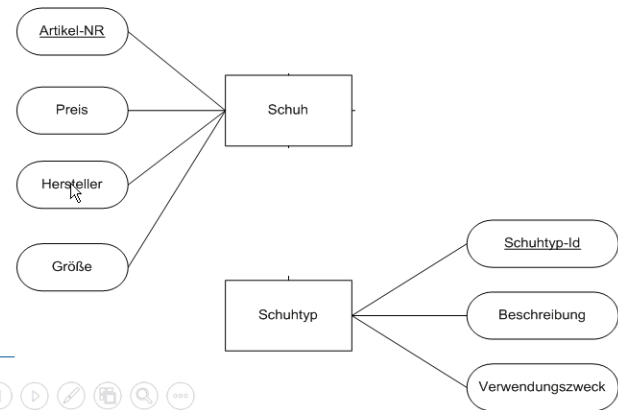 Artikel-NR
Preis
Schuh
Hersteller
Größe
Schuhtyp-Id
Schuhtyp
Beschreibung
Verwendungszweck